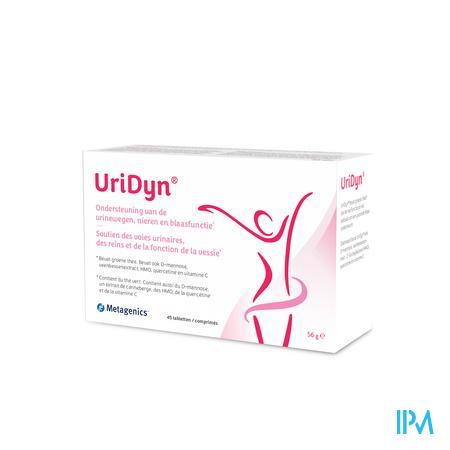 UriDyn®
Ondersteuning van de
urinewegen, nieren en blaasfunctie*
Soutien des voies urinaires,
des reins et de la fonction de la vessie*
* Bevat groene thee. Bevat ook D-mannose,
veenbessenextract, HMO, quercetine en vitamine C
* Contient du thé vert. Contient aussi du D-mannose,
un extrait de canneberge, des HMO, de la quercétine
et de la vitamine C
Metagenics®
45 tabletten / comprimés
56 g e
UriDyn®
IPM